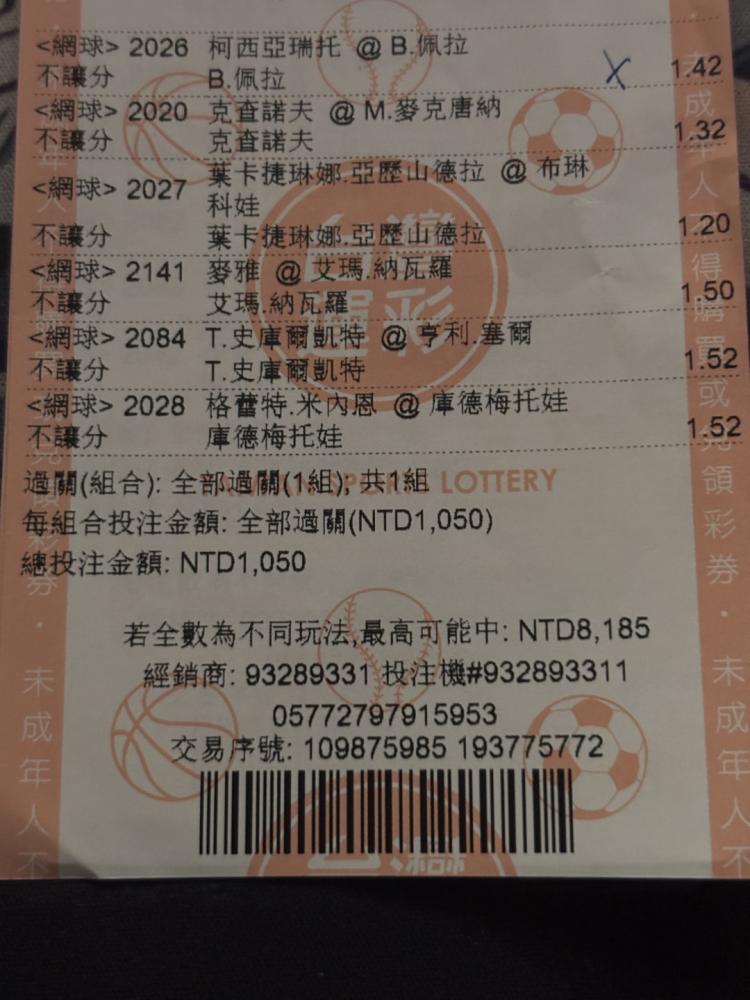 <網球> 2026 柯西亞瑞托 @ B.佩拉
不讓分 B.佩拉 X 1.42
<網球> 2020 克查諾夫 @ M.麥克唐納
不讓分 克查諾夫 1.32
<網球> 2027 葉卡捷琳娜.亞歷山德拉 @ 布琳
科娃
不讓分 葉卡捷琳娜.亞歷山德拉 1.20
<網球> 2141 麥雅 @ 艾瑪.納瓦羅
不讓分 艾瑪.納瓦羅 1.50
<網球> 2084 T.史庫爾凱特 @ 亨利.塞爾
不讓分 T.史庫爾凱特 1.52
<網球> 2028 格蕾特.米內恩 @ 庫德梅托娃
不讓分 庫德梅托娃 1.52
過關(組合): 全部過關(1組); 共1組
每組合投注金額: 全部過關(NTD1,050)
總投注金額: NTD1,050
若全數為不同玩法,最高可能中: NTD8,185
經銷商: 93289331 投注機#932893311
05772797915953
交易序號: 109875985 193775772
LOTTERY
台灣
運彩
未成年人不得購買或兌領彩券・未成年人不